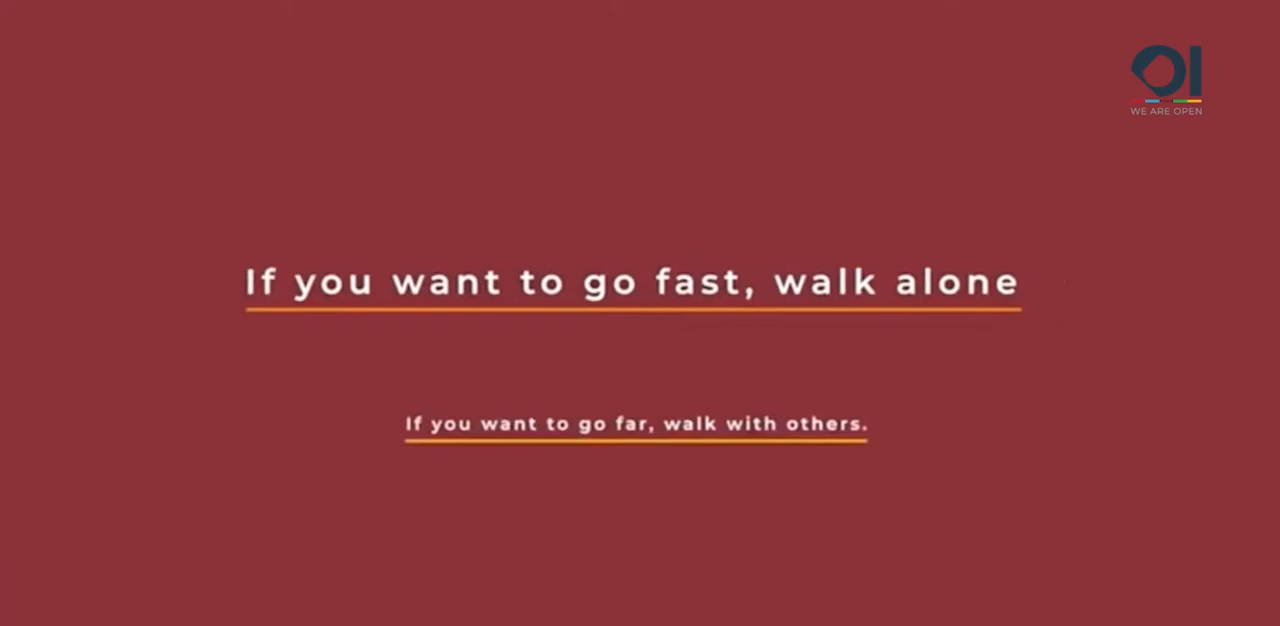 OI
WE ARE OPEN
If you want to go fast, walk alone
If you want to go far, walk with others.